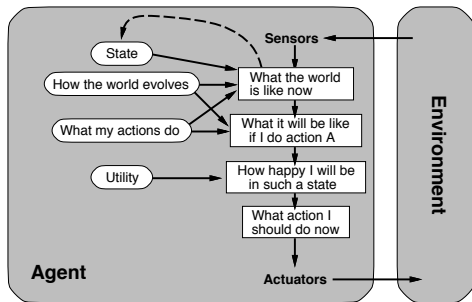 Sensors
State
What the world
is like now
How the world evolves
What it will be like
if I do action A
What my actions do
How happy I will be
in such a state
Utility
What action I
should do now
Agent
Actuators
Environment